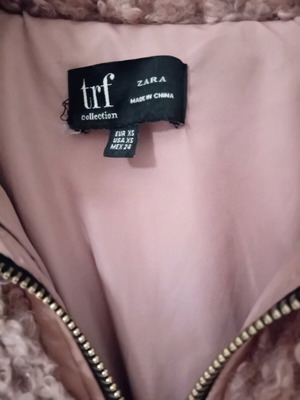 trf
collection
ZARA
MADE IN CHINA
EUR XS
USA XS
MEX 24